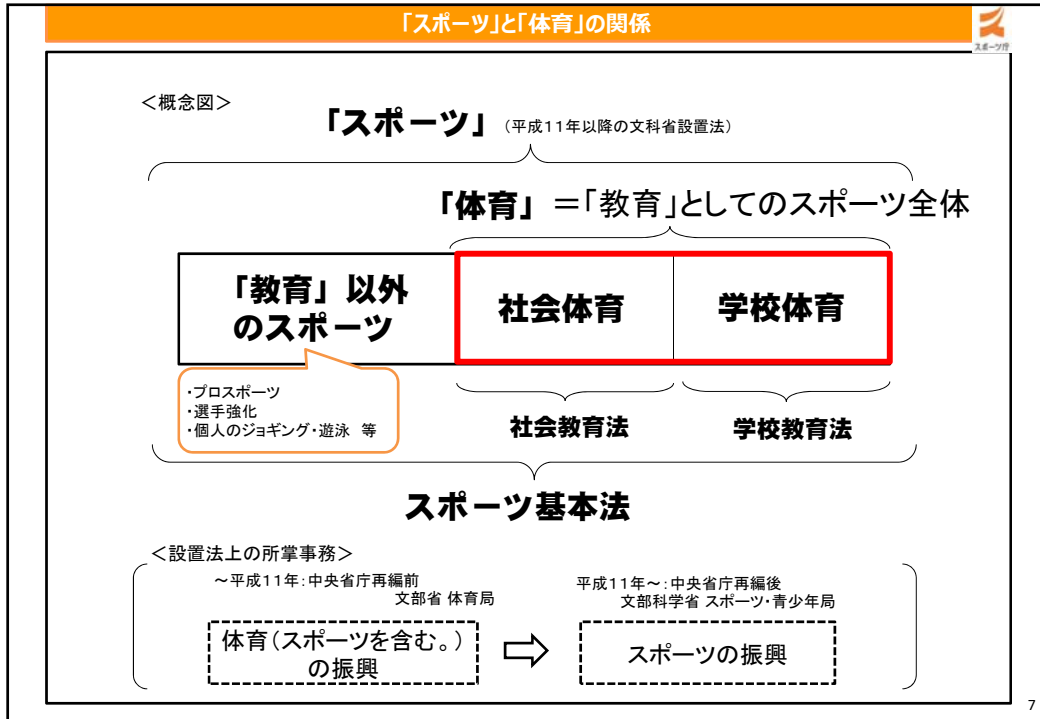 「スポーツ」と「体育」の関係
スポーツ庁
＜概念図＞
「スポーツ」（平成11年以降の文科省設置法）
「体育」＝「教育」としてのスポーツ全体
「教育」以外
のスポーツ
社会体育
学校体育
・プロスポーツ
・選手強化
・個人のジョギング・遊泳　等
社会教育法
学校教育法
スポーツ基本法
＜設置法上の所掌事務＞
～平成11年：中央省庁再編前
文部省 体育局
平成11年～：中央省庁再編後
文部科学省 スポーツ・青少年局
体育（スポーツを含む。）
の振興
スポーツの振興
7